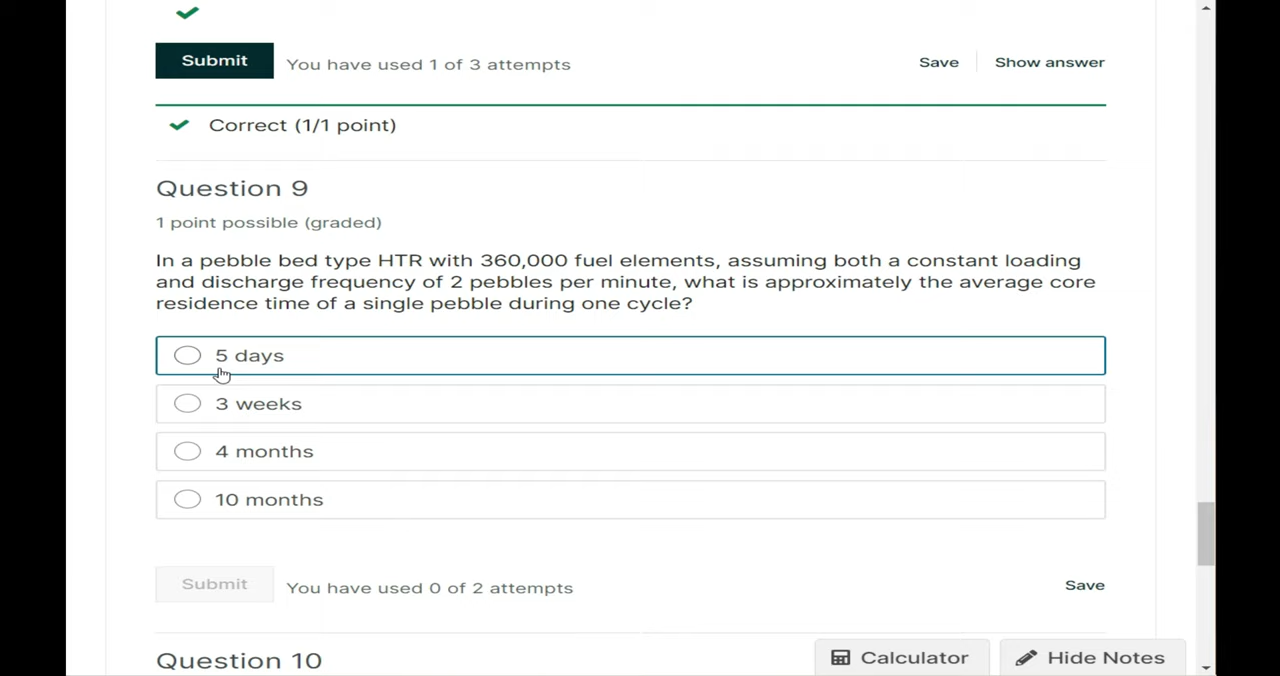 Submit You have used 1 of 3 attempts Save Show answer
Correct (1/1 point)
Question 9
1 point possible (graded)
In a pebble bed type HTR with 360,000 fuel elements, assuming both a constant loading
and discharge frequency of 2 pebbles per minute, what is approximately the average core
residence time of a single pebble during one cycle?
5 days
3 weeks
4 months
10 months
Submit You have used 0 of 2 attempts Save
Question 10
Calculator Hide Notes